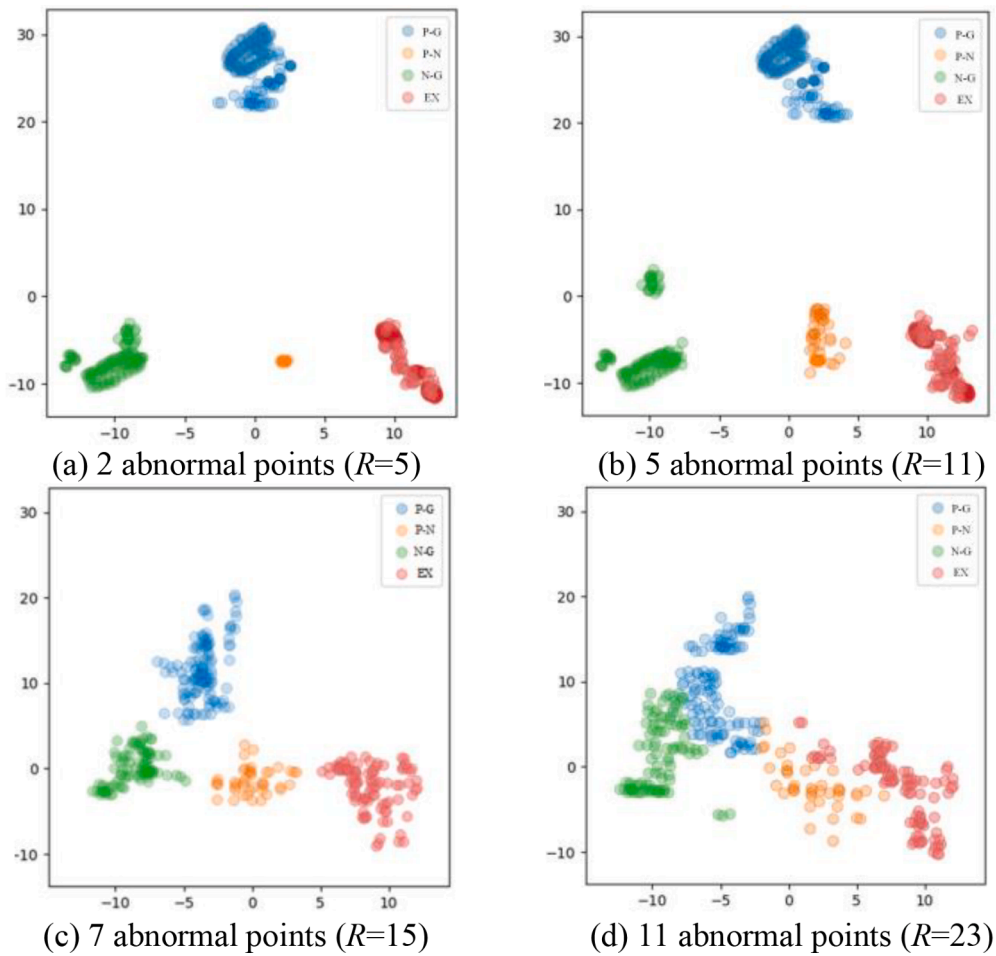 30
20
10
0
−10
−10
−5
0
5
10
P-G
P-N
N-G
EX
(a) 2 abnormal points (R=5)
30
20
10
0
−10
−10
−5
0
5
10
P-G
P-N
N-G
EX
(b) 5 abnormal points (R=11)
30
20
10
0
−10
−10
−5
0
5
10
P-G
P-N
N-G
EX
(c) 7 abnormal points (R=15)
30
20
10
0
−10
−10
−5
0
5
10
P-G
P-N
N-G
EX
(d) 11 abnormal points (R=23)